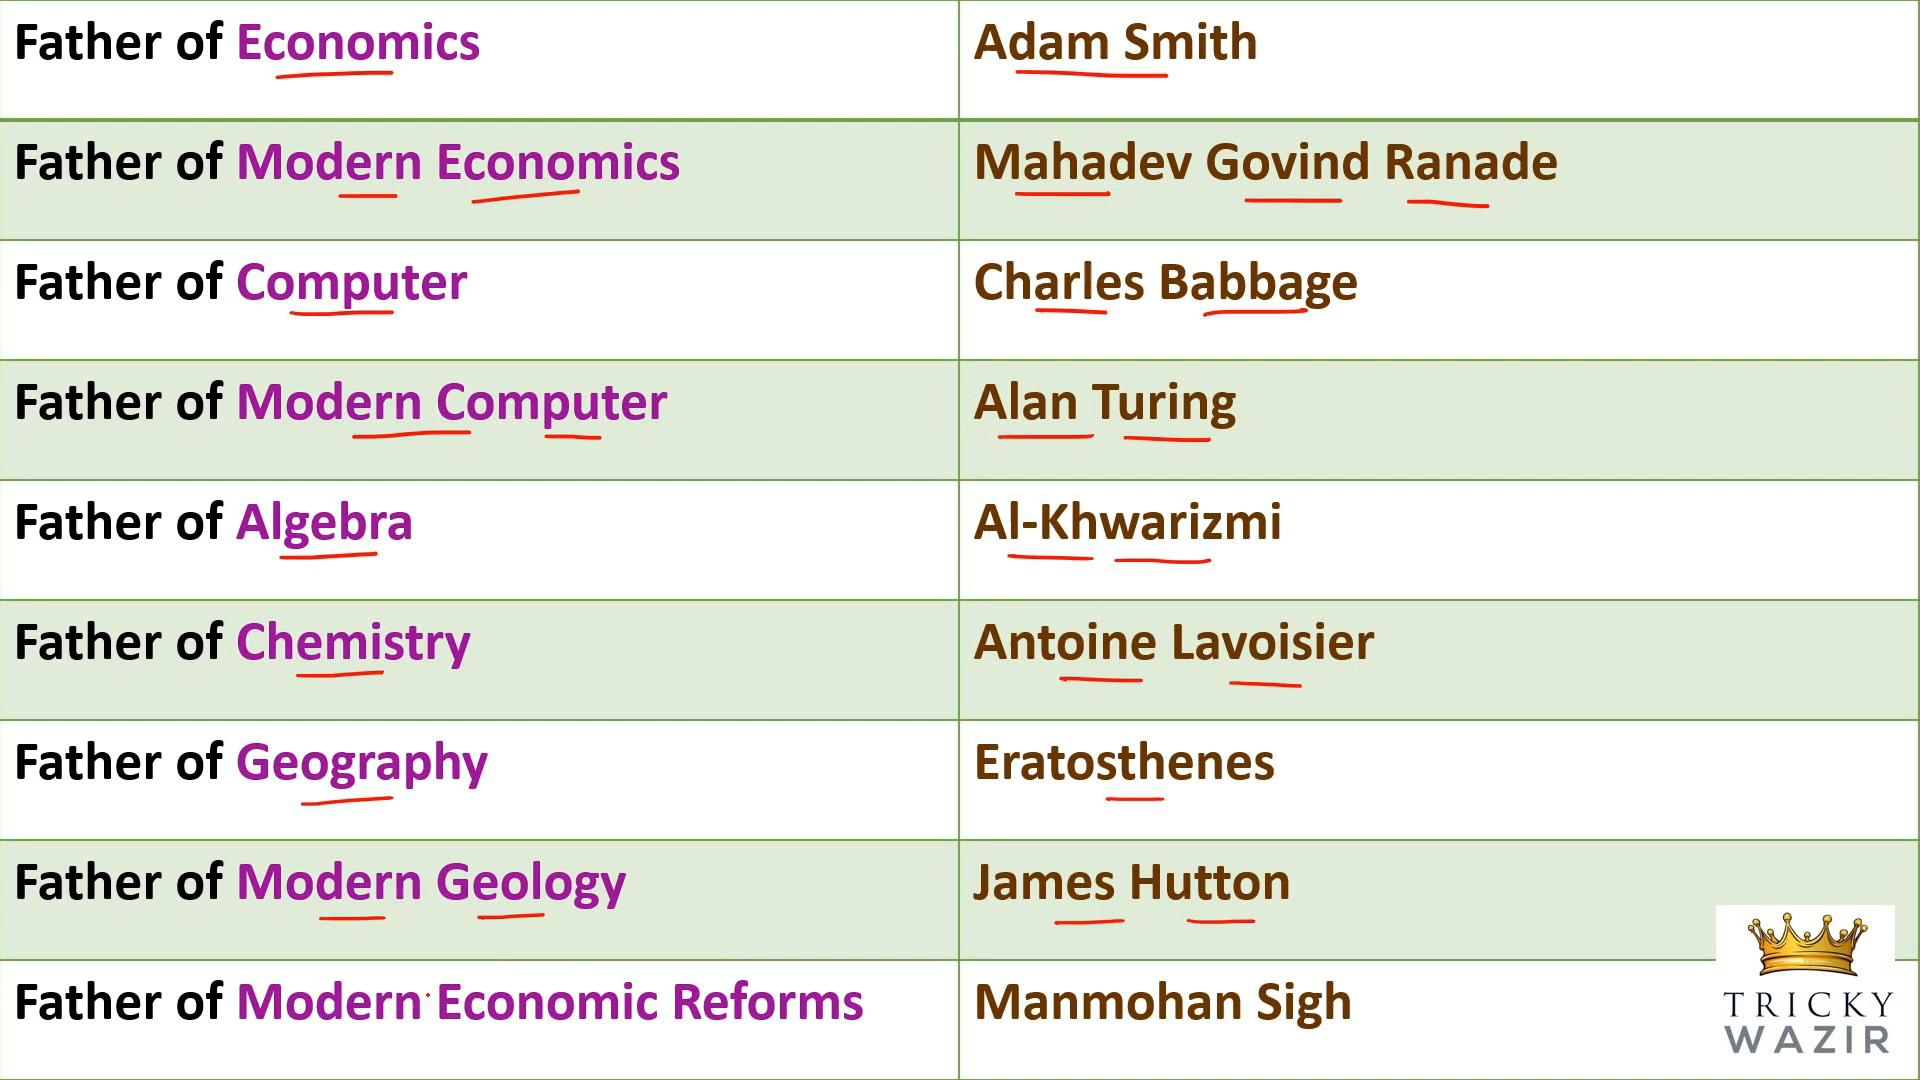 Father of Economics Adam Smith
Father of Modern Economics Mahadev Govind Ranade
Father of Computer Charles Babbage
Father of Modern Computer Alan Turing
Father of Algebra Al-Khwarizmi
Father of Chemistry Antoine Lavoisier
Father of Geography Eratosthenes
Father of Modern Geology James Hutton
Father of Modern Economic Reforms Manmohan Sigh
TRICKY
WAZIR